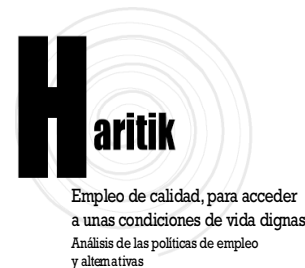 Haritik
Empleo de calidad, para acceder
a unas condiciones de vida dignas
Análisis de las políticas de empleo
y alternativas